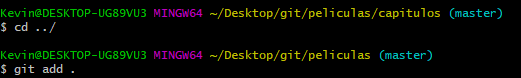 Kevin@DESKTOP-UG89VU3 MINGW64 ~/Desktop/git/peliculas/capitulos (master)
$ cd ../
Kevin@DESKTOP-UG89VU3 MINGW64 ~/Desktop/git/peliculas (master)
$ git add .